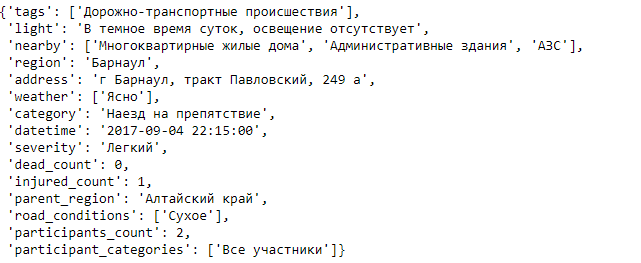 {'tags': ['Дорожно-транспортные происшествия'],
'light': 'В темное время суток, освещение отсутствует',
'nearby': ['Многоквартирные жилые дома', 'Административные здания', 'АЗС'],
'region': 'Барнаул',
'address': 'г Барнаул, тракт Павловский, 249 а',
'weather': ['Ясно'],
'category': 'Наезд на препятствие',
'datetime': '2017-09-04 22:15:00',
'severity': 'Легкий',
'dead_count': 0,
'injured_count': 1,
'parent_region': 'Алтайский край',
'road_conditions': ['Сухое'],
'participants_count': 2,
'participant_categories': ['Все участники']}